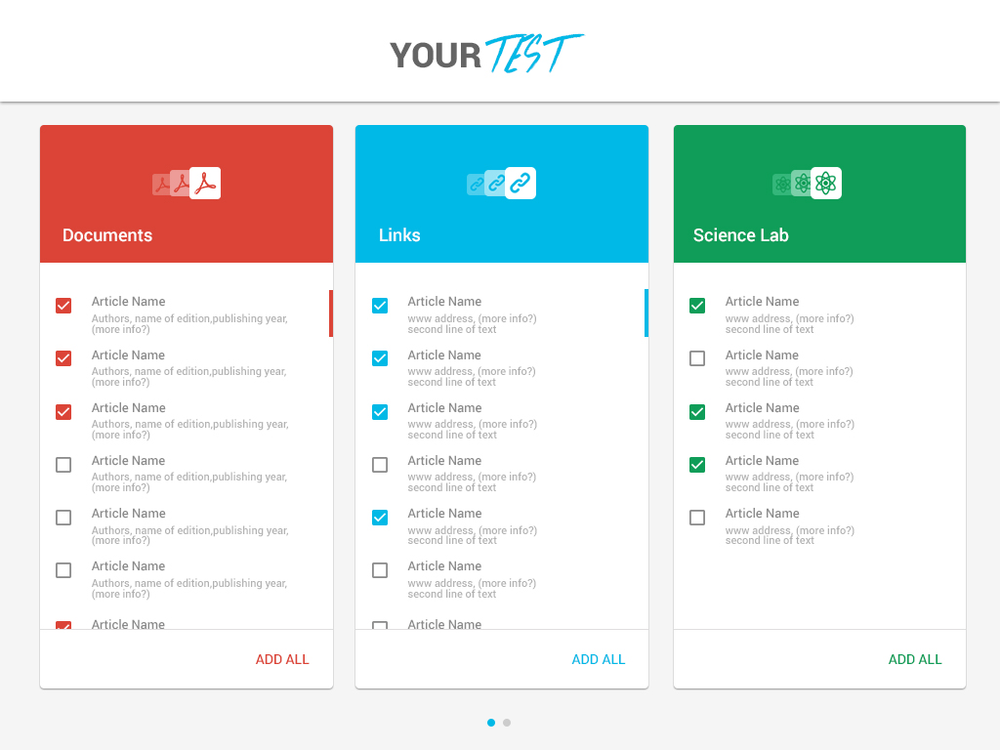 YOUR TEST
Documents
Article Name
Authors, name of edition,publishing year,
(more info?)
Article Name
Authors, name of edition,publishing year,
(more info?)
Article Name
Authors, name of edition,publishing year,
(more info?)
Article Name
Authors, name of edition,publishing year,
(more info?)
Article Name
Authors, name of edition,publishing year,
(more info?)
Article Name
Authors, name of edition,publishing year,
(more info?)
Article Name
ADD ALL
Links
Article Name
www address, (more info?)
second line of text
Article Name
www address, (more info?)
second line of text
Article Name
www address, (more info?)
second line of text
Article Name
www address, (more info?)
second line of text
Article Name
www address, (more info?)
second line of text
Article Name
www address, (more info?)
second line of text
Article Name
ADD ALL
Science Lab
Article Name
www address, (more info?)
second line of text
Article Name
www address, (more info?)
second line of text
Article Name
www address, (more info?)
second line of text
Article Name
www address, (more info?)
second line of text
Article Name
www address, (more info?)
second line of text
ADD ALL